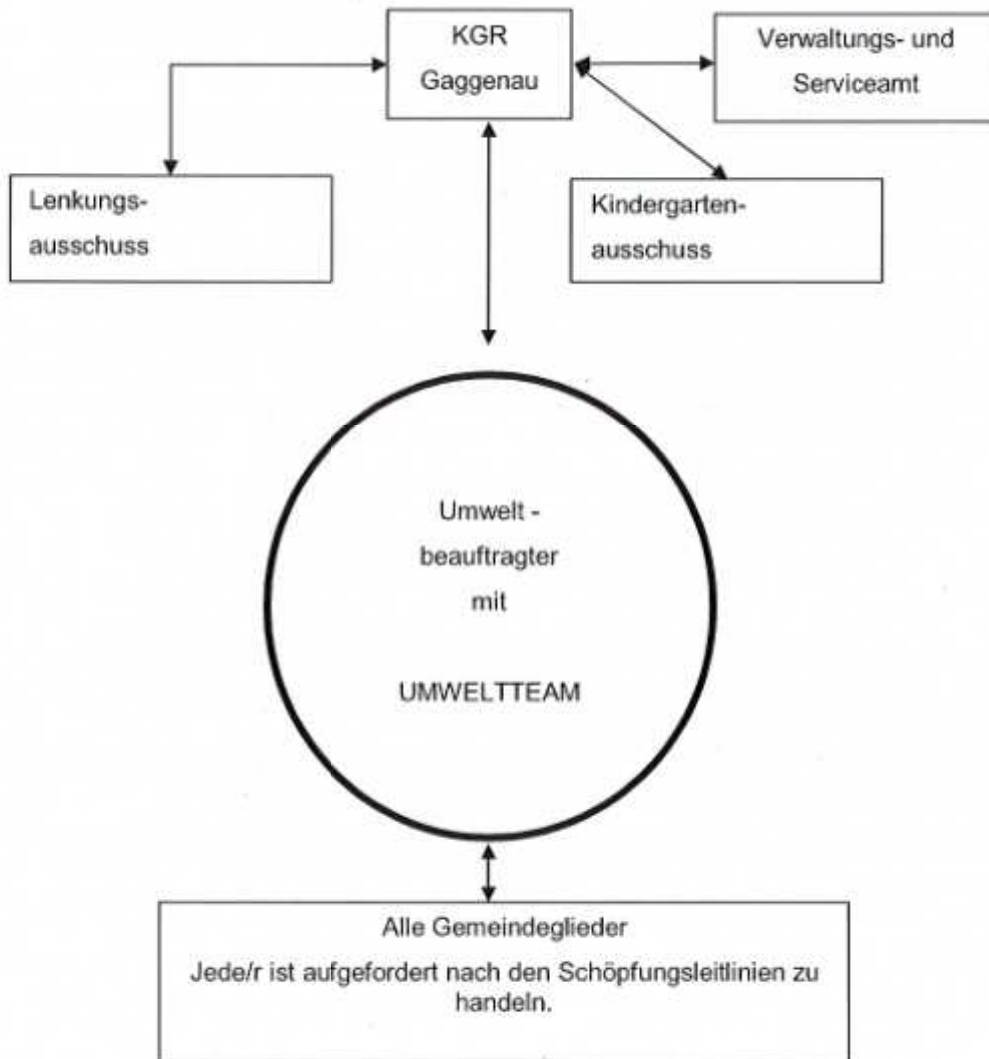 KGR
Gaggenau
Verwaltungs- und
Serviceamt
Lenkungs-
ausschuss
Kindergarten-
ausschuss
Umwelt -
beauftragter
mit
UMWELTTEAM
Alle Gemeindeglieder
Jede/r ist aufgefordert nach den Schöpfungsleitlinien zu
handeln.